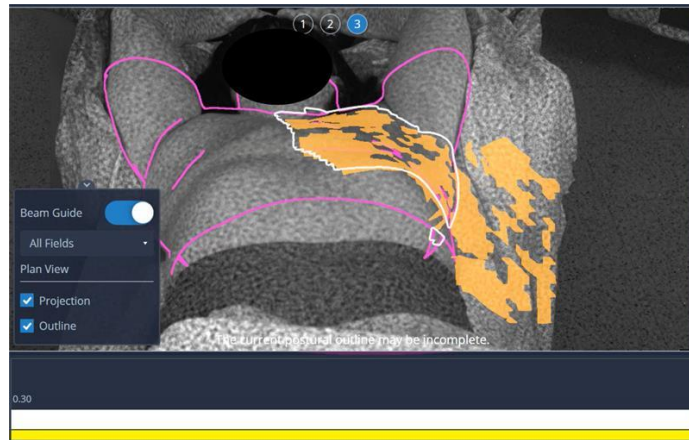 1 2 3
Beam Guide
All Fields
Plan View
Projection
Outline
The current postural outline may be incomplete.
0.30